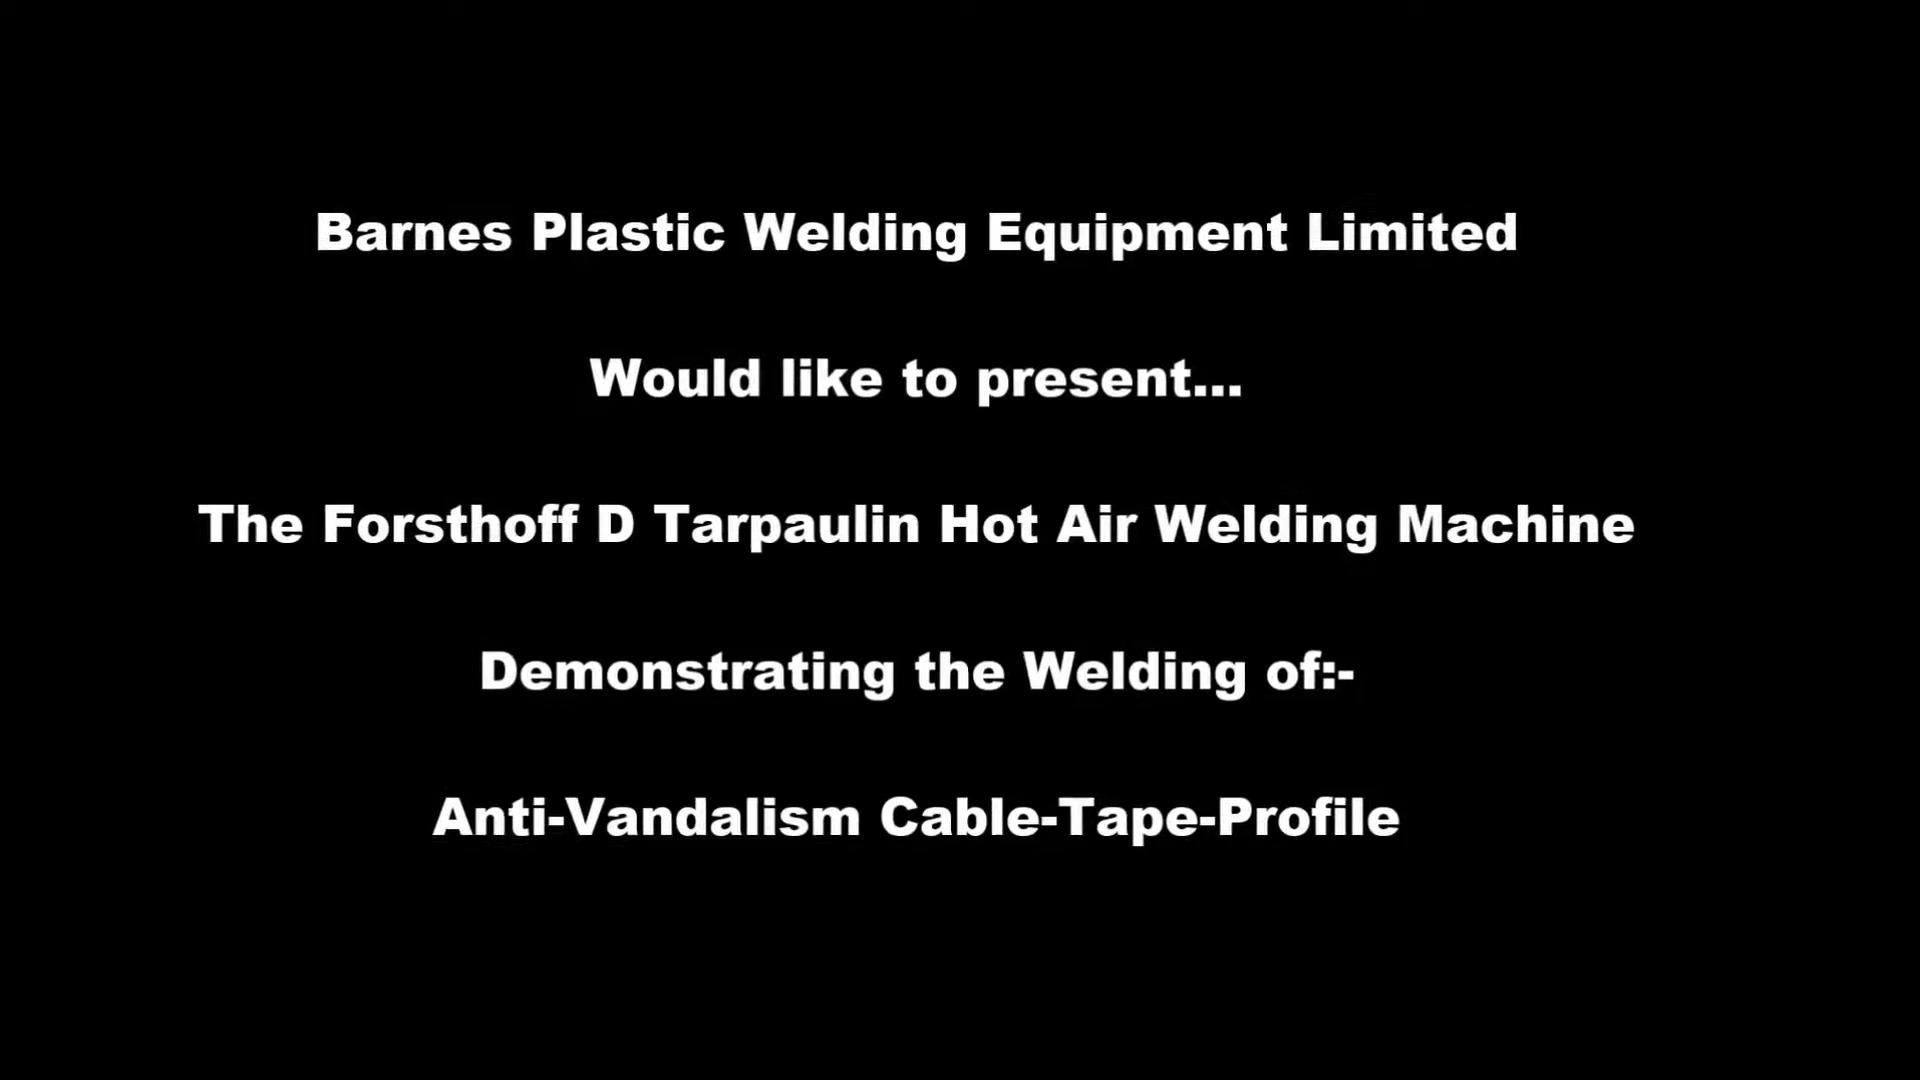 Barnes Plastic Welding Equipment Limited
Would like to present...
The Forsthoff D Tarpaulin Hot Air Welding Machine
Demonstrating the Welding of:-
Anti-Vandalism Cable-Tape-Profile